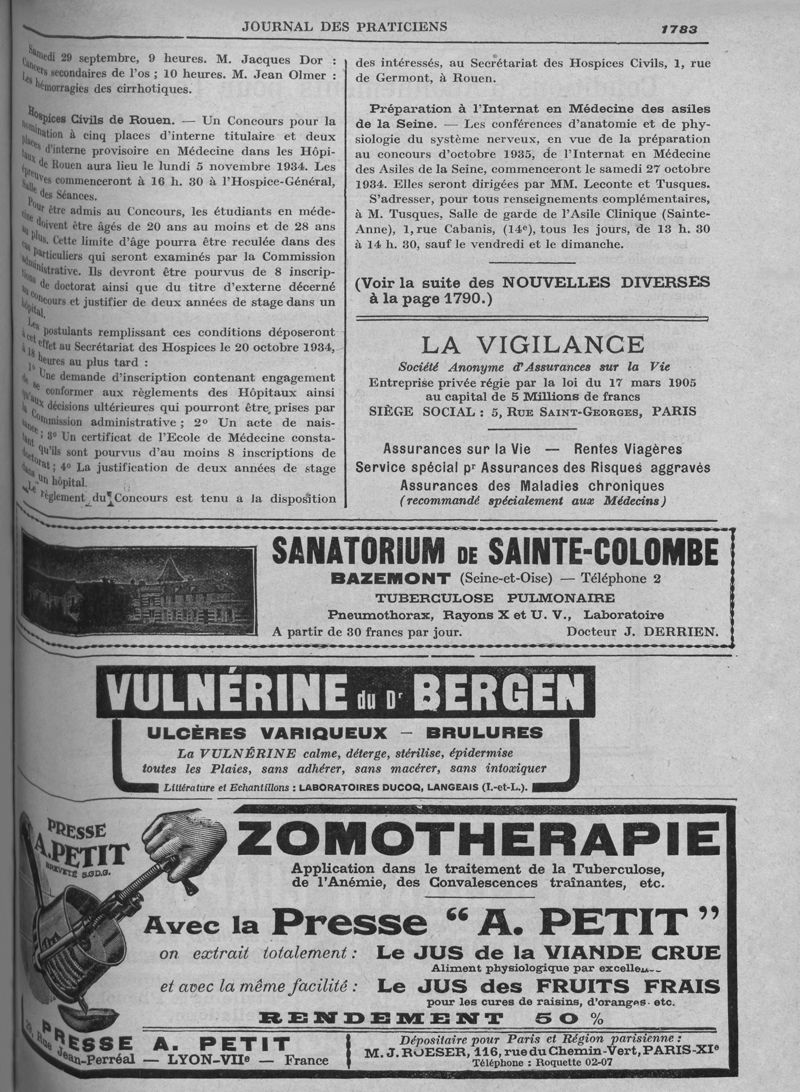 JOURNAL DES PRATICIENS
1783
Samedi 29 septembre, 9 heures. M. Jacques Dor :
Cancers secondaires de l'os ; 10 heures. M. Jean Olmer :
Les hémorragies des cirrhotiques.
Hospices Civils de Rouen. — Un Concours pour la
nomination à cinq places d'interne titulaire et deux
places d'interne provisoire en Médecine dans les Hôpi-
taux de Rouen aura lieu le lundi 5 novembre 1934. Les
épreuves commenceront à 16 h. 30 à l'Hospice-Général,
Salle des Séances.
Pour être admis au Concours, les étudiants en méde-
cine doivent être âgés de 20 ans au moins et de 28 ans
au plus. Cette limite d'âge pourra être reculée dans des
cas particuliers qui seront examinés par la Commission
administrative. Ils devront être pourvus de 8 inscrip-
tions de doctorat ainsi que du titre d'externe décerné
au concours et justifier de deux années de stage dans un
hôpital.
Les postulants remplissant ces conditions déposeront
à cet effet au Secrétariat des Hospices le 20 octobre 1934,
à 18 heures au plus tard :
1° Une demande d'inscription contenant engagement
de se conformer aux règlements des Hôpitaux ainsi
qu'aux décisions ultérieures qui pourront être prises par
la Commission administrative ; 2° Un acte de nais-
sance ; 3° Un certificat de l'Ecole de Médecine consta-
tant qu'ils sont pourvus d'au moins 8 inscriptions de
doctorat ; 4° La justification de deux années de stage
dans un hôpital.
Le règlement du Concours est tenu à la disposition
des intéressés, au Secrétariat des Hospices Civils, 1, rue
de Germont, à Rouen.
Préparation à l'Internat en Médecine des asiles
de la Seine. — Les conférences d'anatomie et de phy-
siologie du système nerveux, en vue de la préparation
au concours d'octobre 1935, de l'Internat en Médecine
des Asiles de la Seine, commenceront le samedi 27 octobre
1934. Elles seront dirigées par MM. Leconte et Tusques.
S'adresser, pour tous renseignements complémentaires,
à M. Tusques, Salle de garde de l'Asile Clinique (Sainte-
Anne), 1, rue Cabanis, (14e), tous les jours, de 13 h. 30
à 14 h. 30, sauf le vendredi et le dimanche.
(Voir la suite des NOUVELLES DIVERSES
à la page 1790.)
LA VIGILANCE
Société Anonyme d'Assurances sur la Vie
Entreprise privée régie par la loi du 17 mars 1905
au capital de 5 Millions de francs
SIÈGE SOCIAL : 5, RUE SAINT-GEORGES, PARIS
Assurances sur la Vie — Rentes Viagères
Service spécial pr Assurances des Risques aggravés
Assurances des Maladies chroniques
(recommandé spécialement aux Médecins)
SANATORIUM DE SAINTE-COLOMBE
BAZEMONT (Seine-et-Oise) — Téléphone 2
TUBERCULOSE PULMONAIRE
Pneumothorax, Rayons X et U. V., Laboratoire
A partir de 30 francs par jour. Docteur J. DERRIEN.
VULNÉRINE du Dr BERGEN
ULCÈRES VARIQUEUX — BRULURES
La VULNÉRINE calme, déterge, stérilise, épidermise
toutes les Plaies, sans adhérer, sans macérer, sans intoxiquer
Littérature et Echantillons : LABORATOIRES DUCOQ, LANGEAIS (I.-et-L.).
PRESSE
A. PETIT
BREVETÉ S.G.D.G.
ZOMOTHERAPIE
Application dans le traitement de la Tuberculose,
de l'Anémie, des Convalescences traînantes, etc.
Avec la Presse “ A. PETIT ”
on extrait totalement : Le JUS de la VIANDE CRUE
Aliment physiologique par excellence
et avec la même facilité : Le JUS des FRUITS FRAIS
pour les cures de raisins, d'oranges etc.
RENDEMENT 50 %
PRESSE A. PETIT
Rue Jean-Perréal — LYON-VIIe — France
Dépositaire pour Paris et Région parisienne :
M. J. RŒSER, 116, rue du Chemin-Vert, PARIS-XIe
Téléphone : Roquette 02-07